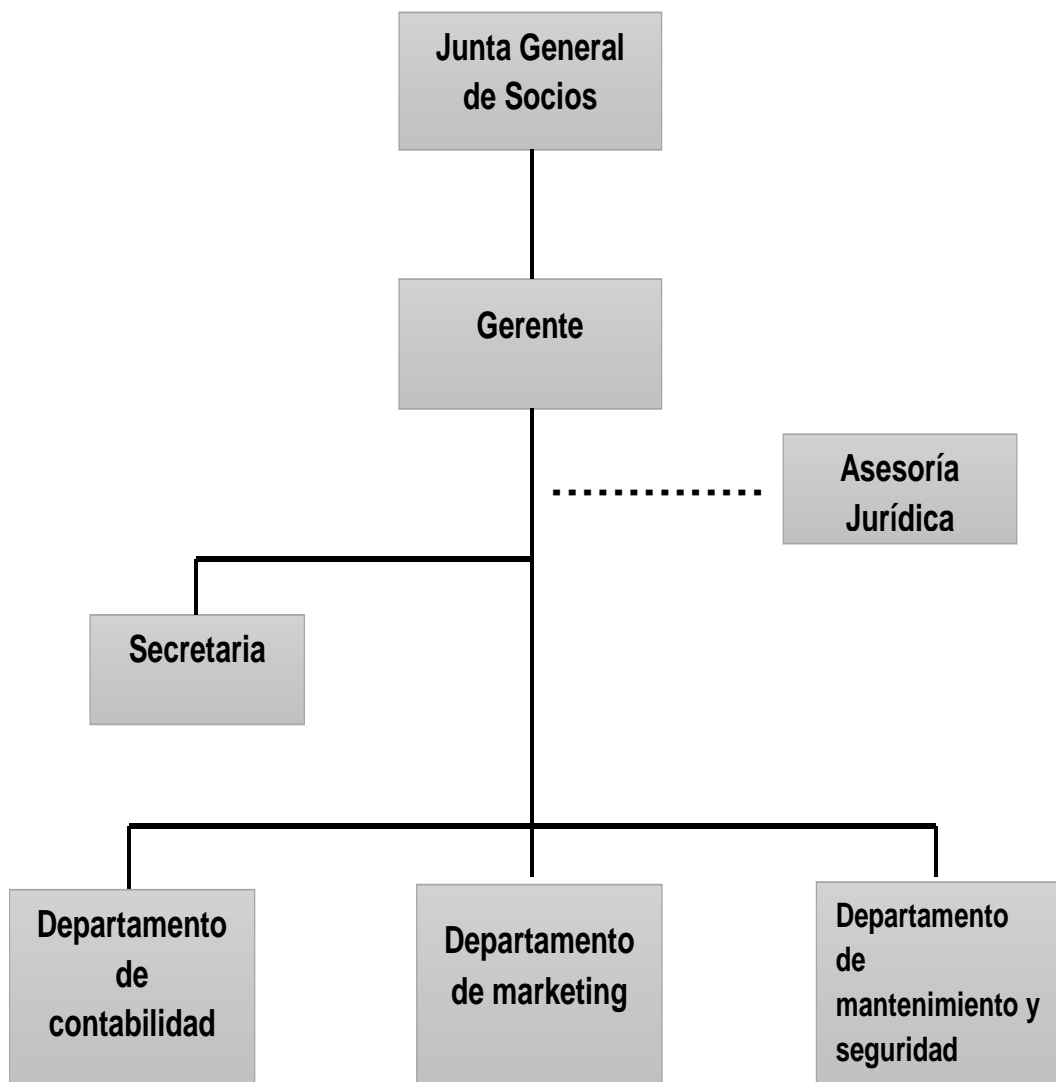 Junta General
de Socios
Gerente
Asesoría
Jurídica
Secretaria
Departamento
de
contabilidad
Departamento
de marketing
Departamento
de
mantenimiento y
seguridad